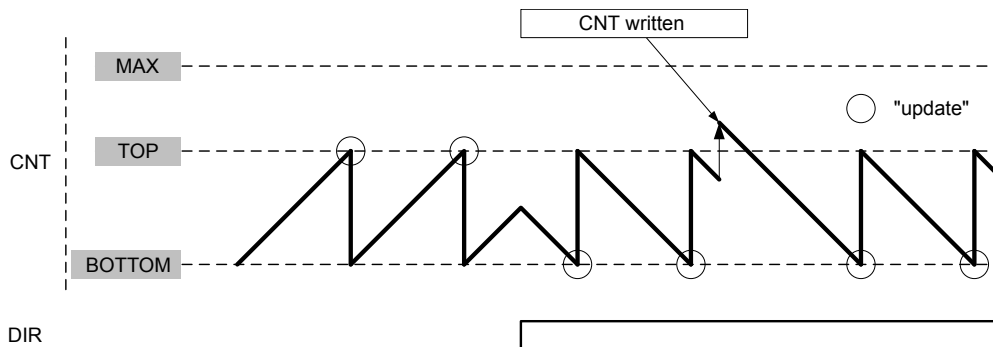 CNT written
MAX
"update"
CNT
TOP
BOTTOM
DIR